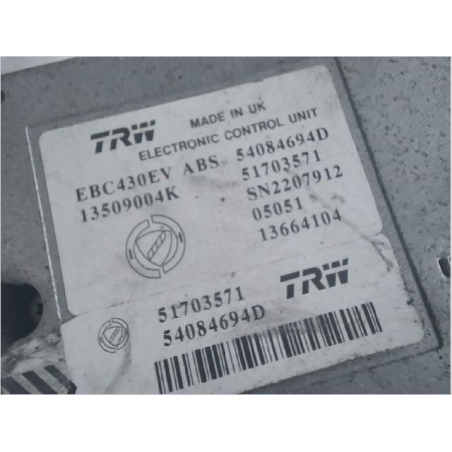 TRW MADE IN UK
ELECTRONIC CONTROL UNIT
EBC430EV ABS 54084694D
13509004K 51703571
SN2207912
05051
13664104
51703571 TRW
54084694D